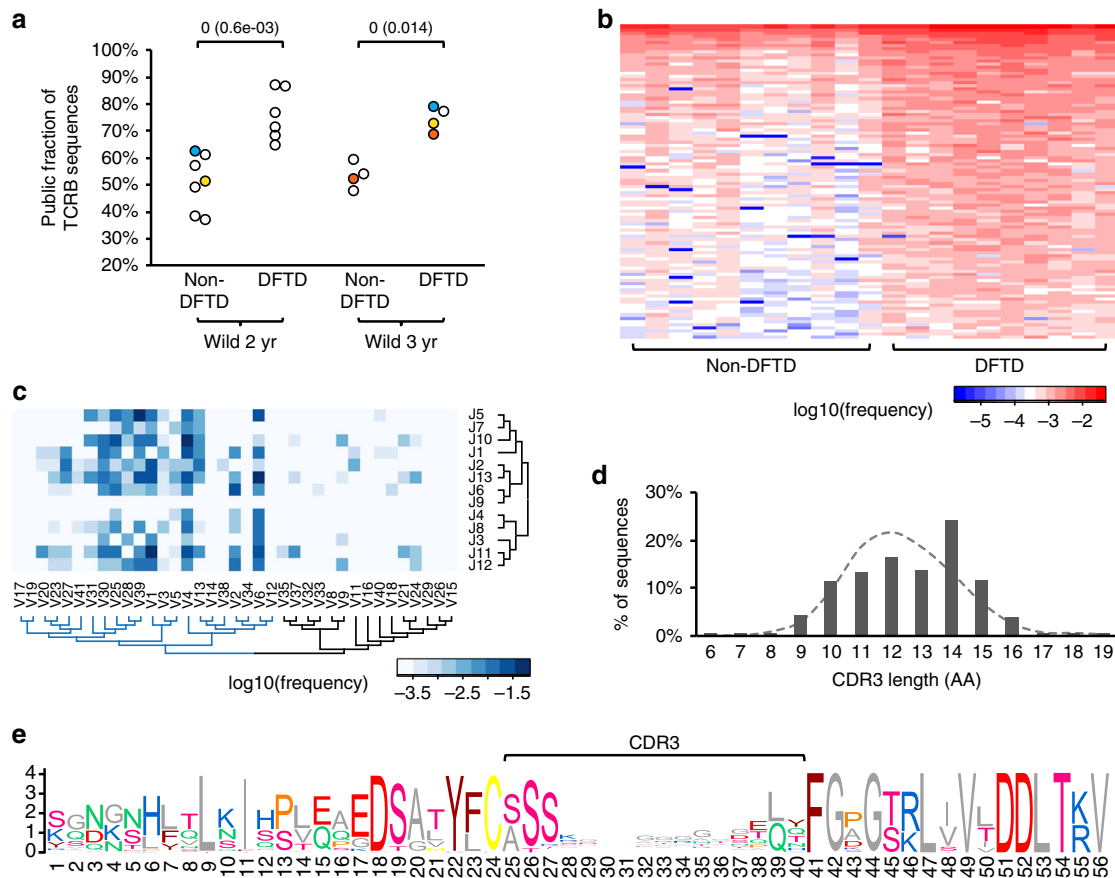 a
0 (0.6e-03)
0 (0.014)
100%
90%
80%
70%
60%
50%
40%
30%
20%
Public fraction of
TCRB sequences
Non-
DFTD
DFTD
Non-
DFTD
DFTD
Wild 2 yr
Wild 3 yr
b
Non-DFTD
DFTD
log10(frequency)
–5 –4 –3 –2
c
J5
J7
J10
J1
J2
J13
J6
J9
J4
J8
J3
J11
J12
V17 V19 V20 V23 V27 V41 V31 V30 V25 V28 V39 V1 V3 V5 V4 V13 V14 V38 V2 V34 V6 V12 V35 V37 V32 V33 V8 V9 V11 V16 V40 V18 V21 V24 V29 V26 V15
log10(frequency)
–3.5 –2.5 –1.5
d
30%
20%
10%
0%
% of sequences
6 7 8 9 10 11 12 13 14 15 16 17 18 19
CDR3 length (AA)
e
CDR3
4
3
2
1
0
1 2 3 4 5 6 7 8 9 10 11 12 13 14 15 16 17 18 19 20 21 22 23 24 25 26 27 28 29 30 31 32 33 34 35 36 37 38 39 40 41 42 43 44 45 46 47 48 49 50 51 52 53 54 55 56